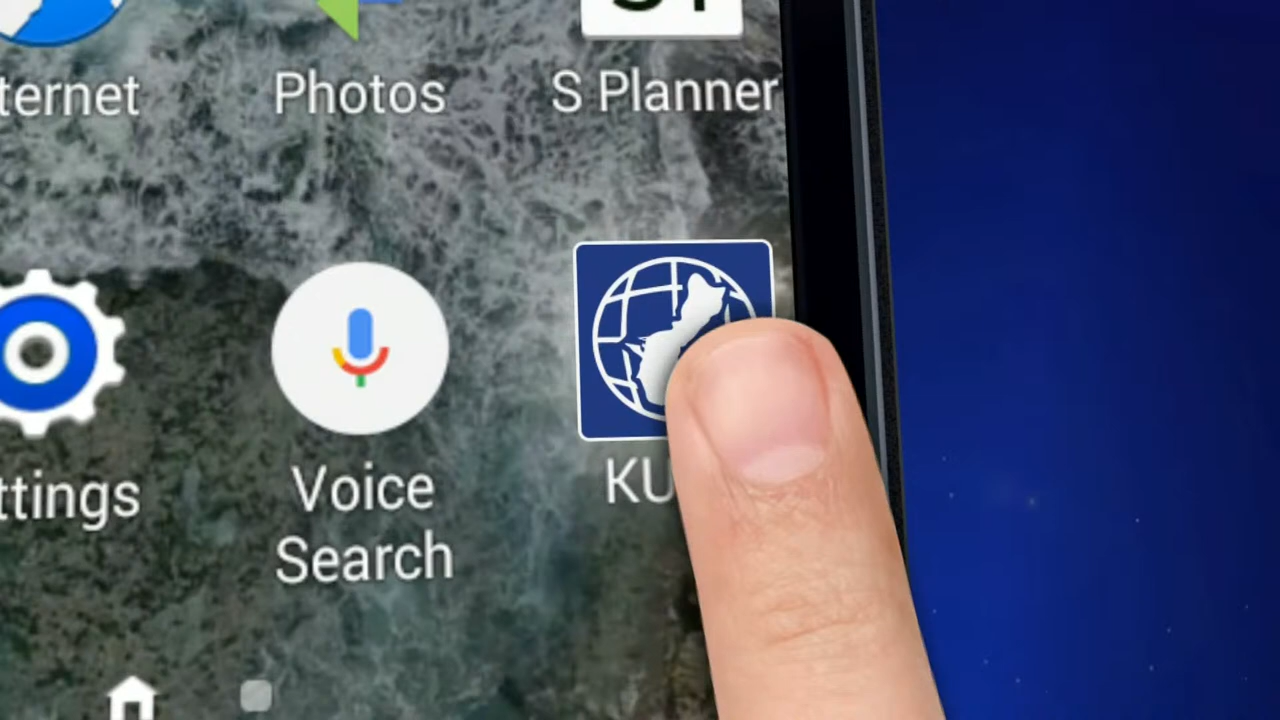 ternet
Photos
S Planner
ttings
Voice
Search
KU